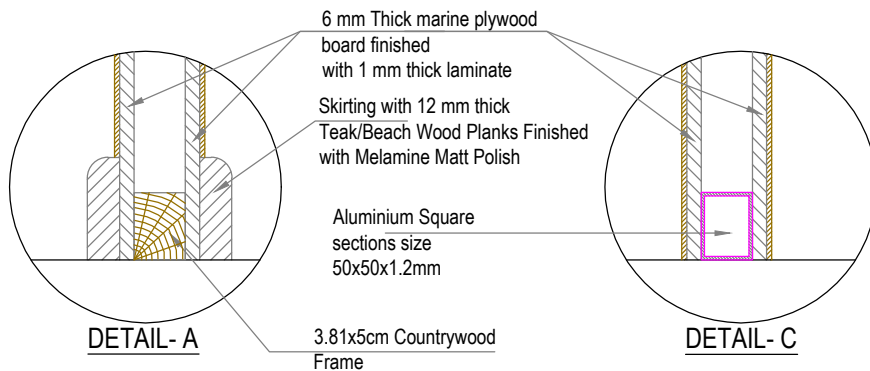 6 mm Thick marine plywood
board finished
with 1 mm thick laminate
Skirting with 12 mm thick
Teak/Beach Wood Planks Finished
with Melamine Matt Polish
Aluminium Square
sections size
50x50x1.2mm
3.81x5cm Countrywood
Frame
DETAIL- A
DETAIL- C